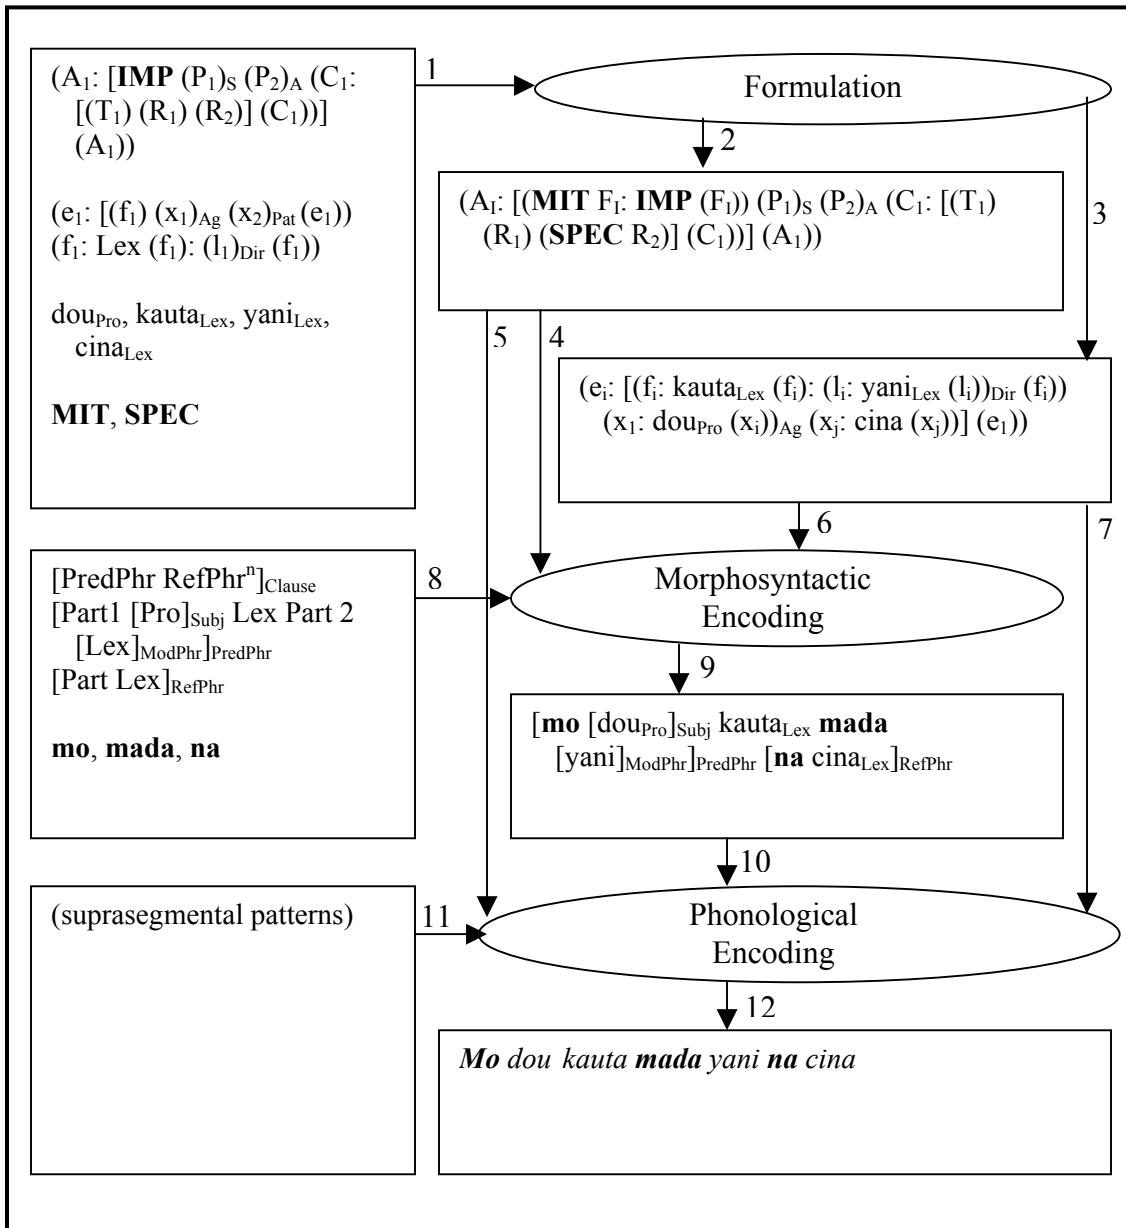 (A₁: [IMP (P₁)S (P₂)A (C₁:
[(T₁) (R₁) (R₂)] (C₁))]
(A₁))
(e₁: [(f₁) (x₁)Ag (x₂)Pat (e₁))
(f₁: Lex (f₁): (l₁)Dir (f₁))
douPro, kautaLex, yaniLex,
cinaLex
MIT, SPEC
1
Formulation
2
3
(AI: [(MIT FI: IMP (FI)) (P₁)S (P₂)A (C₁: [(T₁)
(R₁) (SPEC R₂)] (C₁))] (A₁))
5
4
(ei: [(fi: kautaLex (fi): (li: yaniLex (li))Dir (fi))
(x₁: douPro (xi))Ag (xj: cina (xj))] (e₁))
6
7
[PredPhr RefPhrⁿ]Clause
[Part1 [Pro]Subj Lex Part 2
[Lex]ModPhr]PredPhr
[Part Lex]RefPhr
mo, mada, na
8
Morphosyntactic
Encoding
9
[mo [douPro]Subj kautaLex mada
[yani]ModPhr]PredPhr [na cinaLex]RefPhr
10
(suprasegmental patterns)
11
Phonological
Encoding
12
Mo dou kauta mada yani na cina